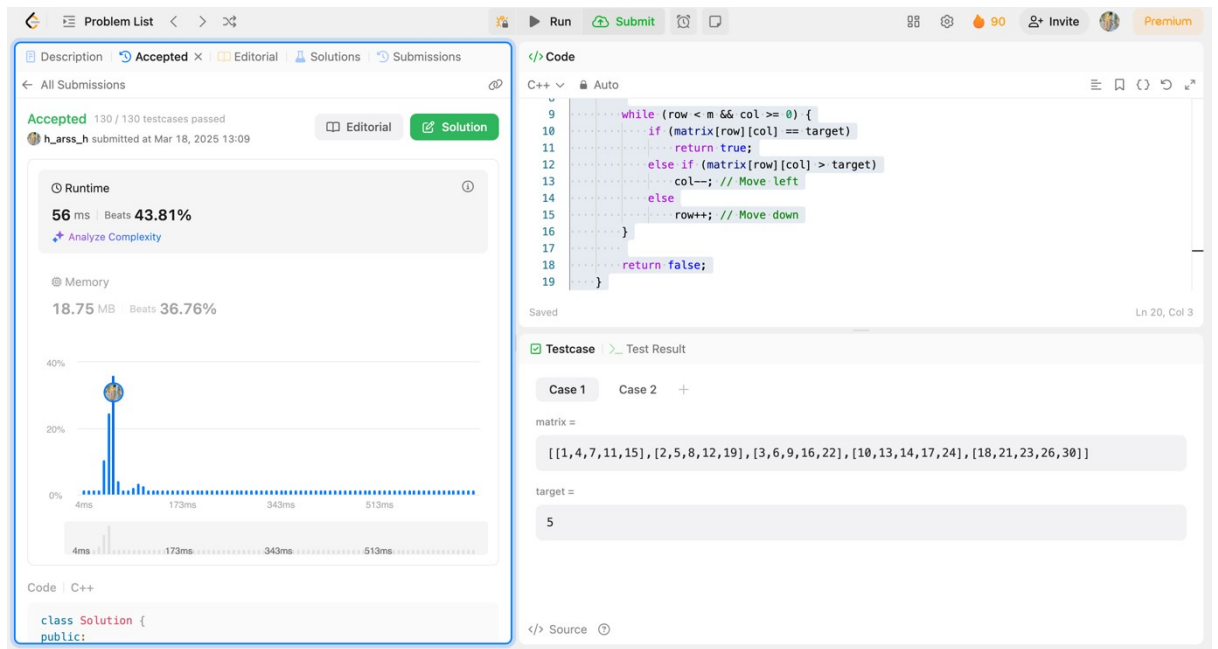 Problem List
Run
Submit
90
Invite
Premium
Description
Accepted
Editorial
Solutions
Submissions
All Submissions
Accepted 130 / 130 testcases passed
h_arss_h submitted at Mar 18, 2025 13:09
Editorial
Solution
Runtime
56 ms Beats 43.81%
Analyze Complexity
Memory
18.75 MB Beats 36.76%
40%
20%
0%
4ms 173ms 343ms 513ms
4ms 173ms 343ms 513ms
Code C++
class Solution {
public:
</> Code
C++ Auto
9 while (row < m && col >= 0) {
10 if (matrix[row][col] == target)
11 return true;
12 else if (matrix[row][col] > target)
13 col--; // Move left
14 else
15 row++; // Move down
16 }
17
18 return false;
19 }
Saved
Ln 20, Col 3
Testcase
>_ Test Result
Case 1 Case 2 +
matrix =
[[1,4,7,11,15],[2,5,8,12,19],[3,6,9,16,22],[10,13,14,17,24],[18,21,23,26,30]]
target =
5
</> Source